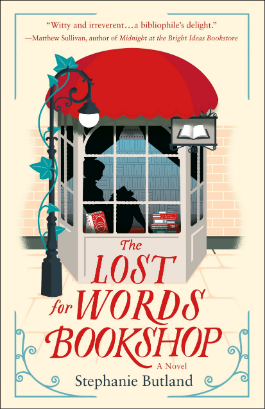 "Witty and irreverent...a bibliophile's delight."
—Matthew Sullivan, author of Midnight at the Bright Ideas Bookstore
The
LOST
for WORDS
BOOKSHOP
A Novel
Stephanie Butland